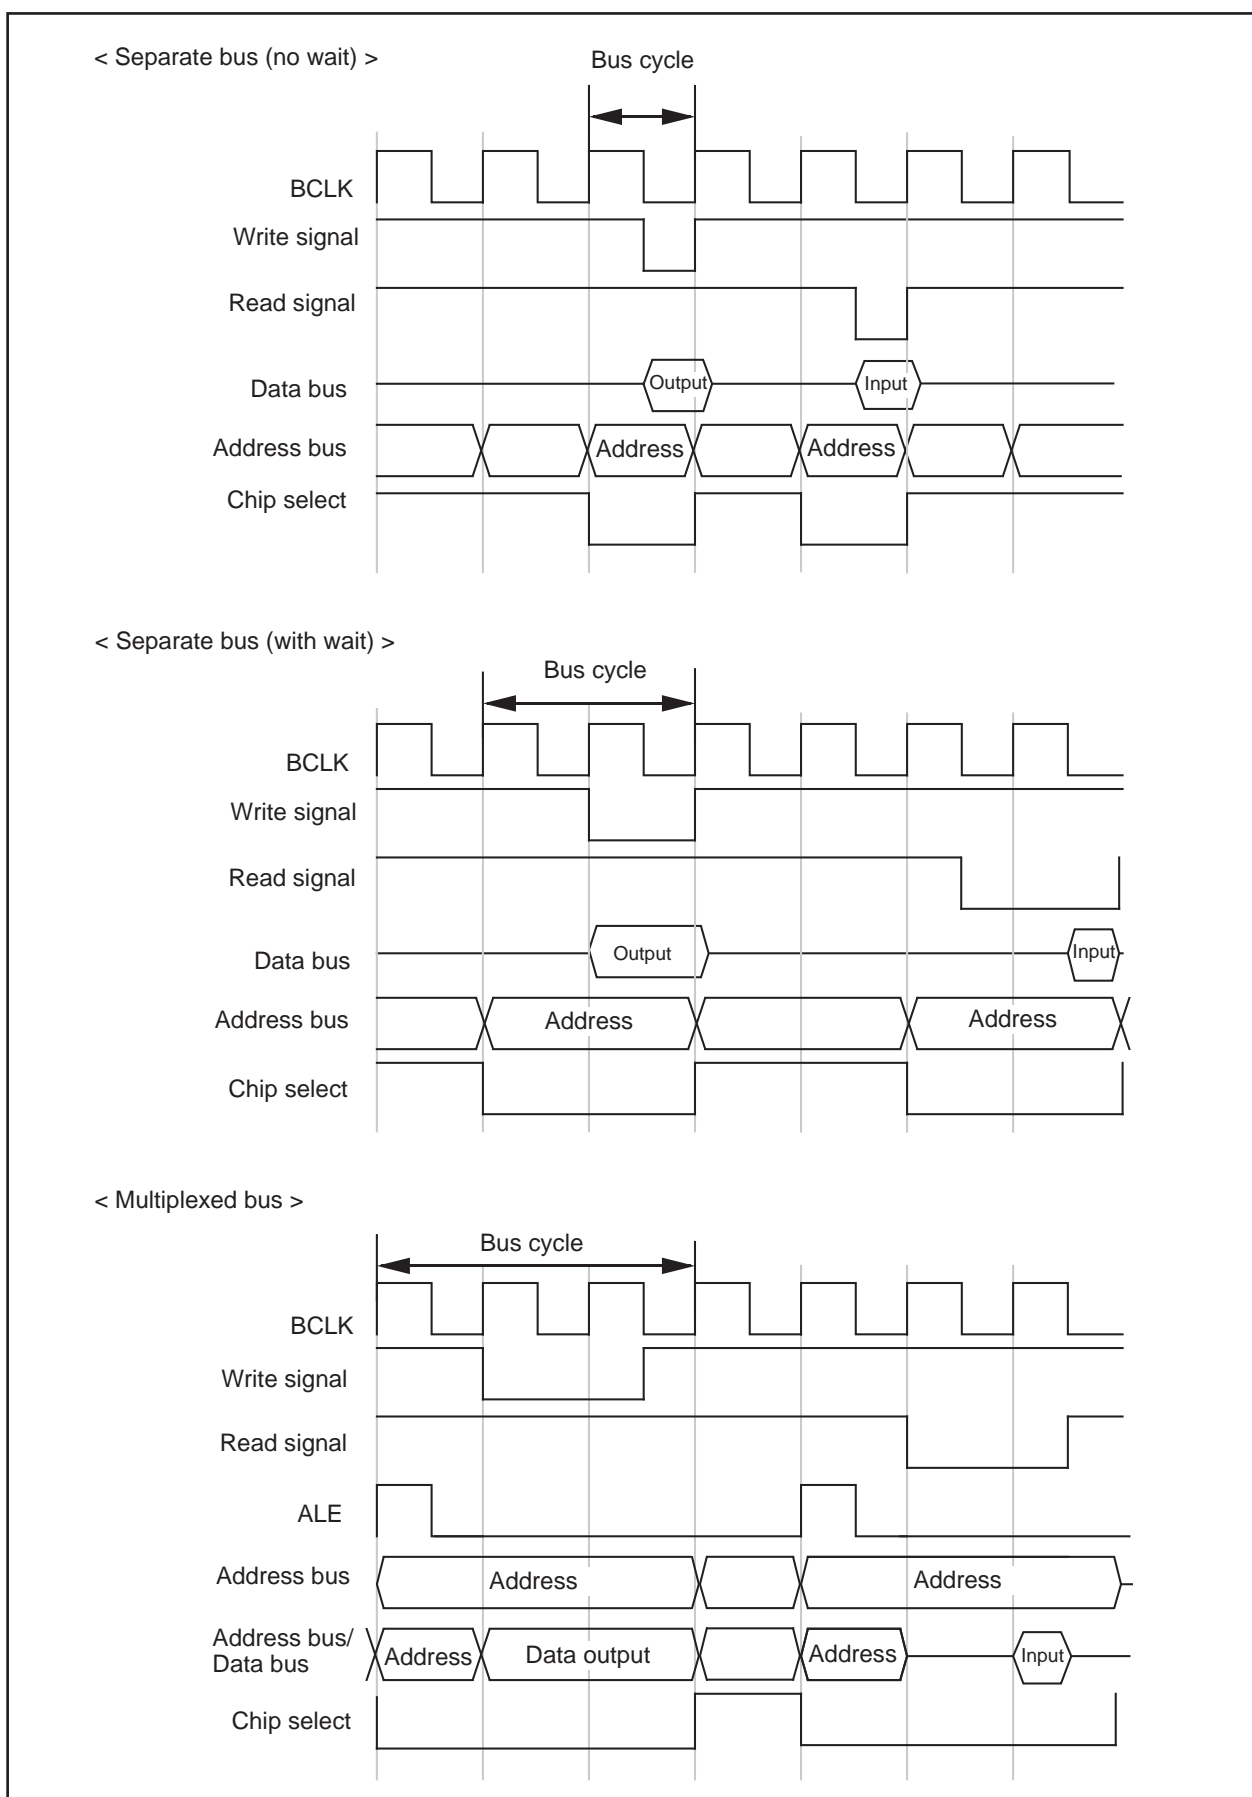 < Separate bus (no wait) >
Bus cycle
BCLK
Write signal
Read signal
Data bus
Output
Input
Address bus
Address
Address
Chip select
< Separate bus (with wait) >
Bus cycle
BCLK
Write signal
Read signal
Data bus
Output
Input
Address bus
Address
Address
Chip select
< Multiplexed bus >
Bus cycle
BCLK
Write signal
Read signal
ALE
Address bus
Address
Address
Address bus/
Data bus
Address
Data output
Address
Input
Chip select